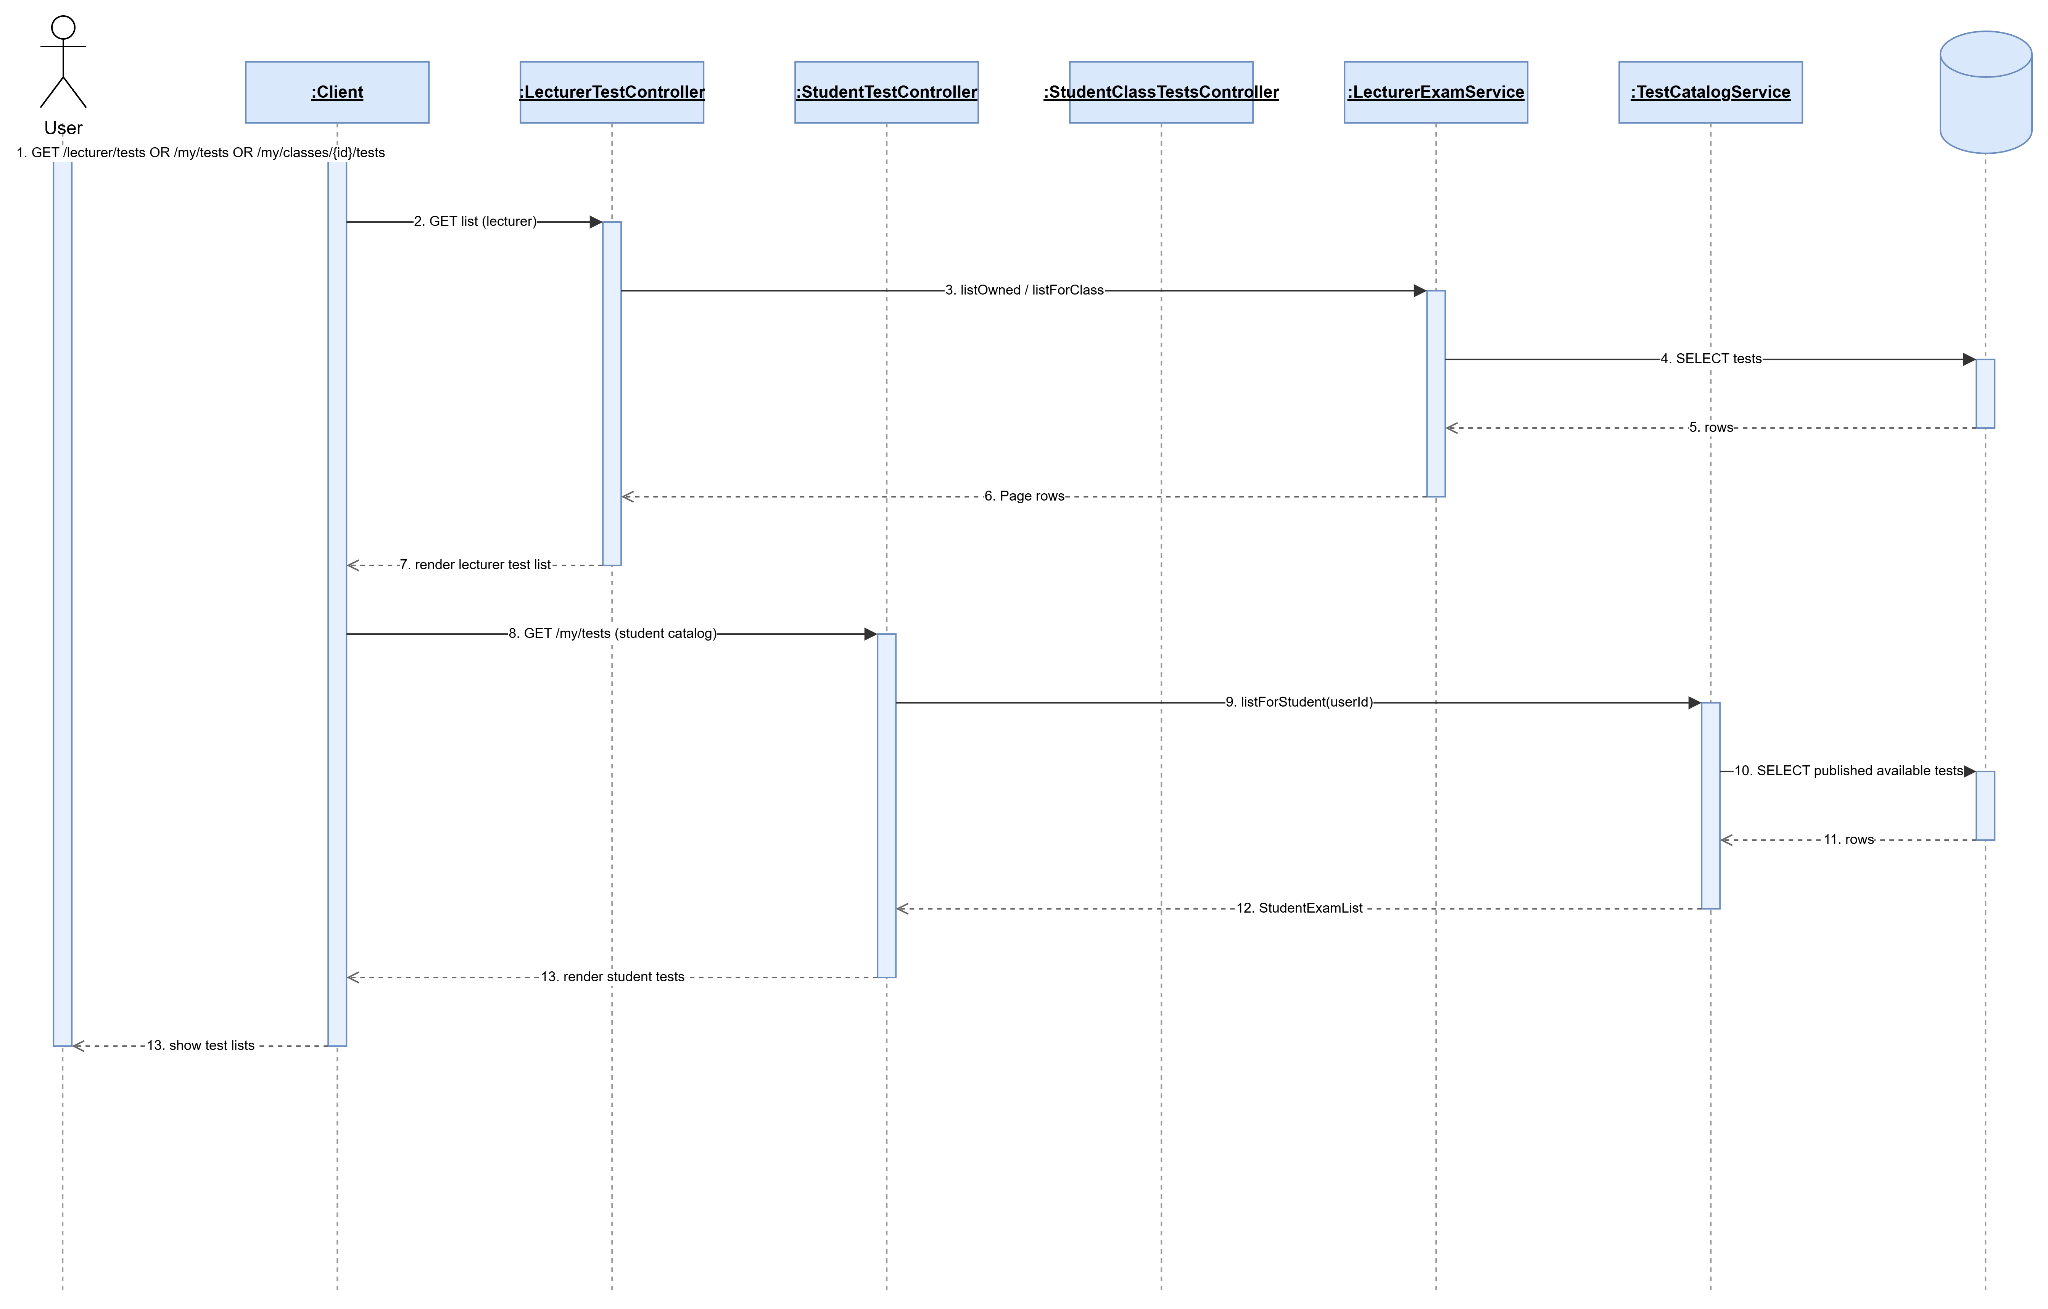 :Client
:LecturerTestController
:StudentTestController
:StudentClassTestsController
:LecturerExamService
:TestCatalogService
User
1. GET /lecturer/tests OR /my/tests OR /my/classes/{id}/tests
2. GET list (lecturer)
3. listOwned / listForClass
4. SELECT tests
5. rows
6. Page rows
7. render lecturer test list
8. GET /my/tests (student catalog)
9. listForStudent(userId)
10. SELECT published available tests
11. rows
12. StudentExamList
13. render student tests
13. show test lists